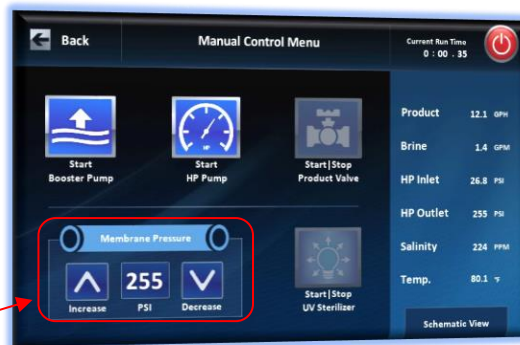 Back
Manual Control Menu
Current Run Time
0 : 00 . 35
Start
Booster Pump
HP
Start
HP Pump
Start|Stop
Product Valve
Product 12.1 GPH
Brine 1.4 GPM
HP Inlet 26.8 PSI
HP Outlet 255 PSI
Salinity 224 PPM
Temp. 80.1 °F
Membrane Pressure
255
Increase PSI Decrease
Start|Stop
UV Sterilizer
Schematic View